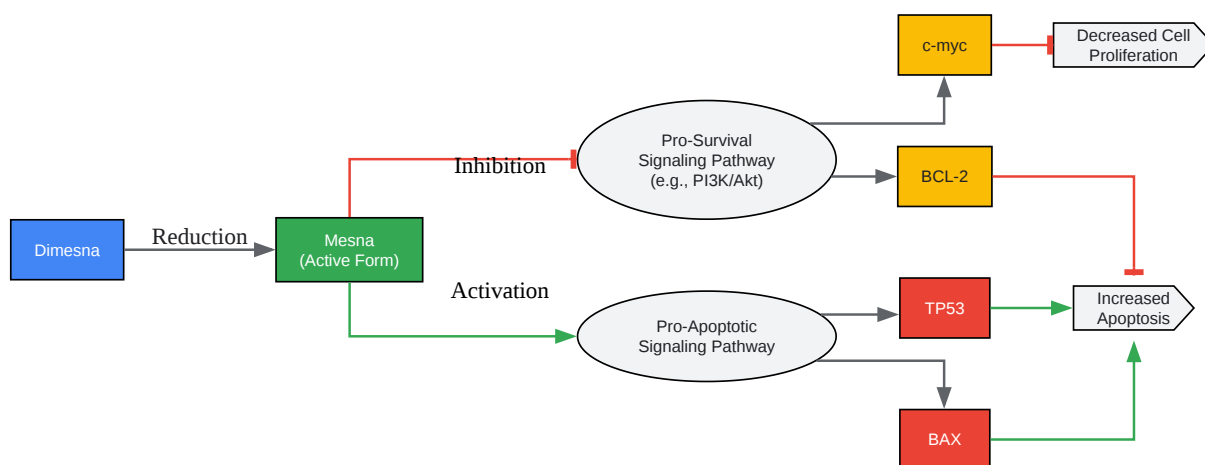 Dimesna
Reduction
Mesna
(Active Form)
Inhibition
Activation
Pro-Survival
Signaling Pathway
(e.g., PI3K/Akt)
Pro-Apoptotic
Signaling Pathway
c-myc
BCL-2
TP53
BAX
Decreased Cell
Proliferation
Increased
Apoptosis